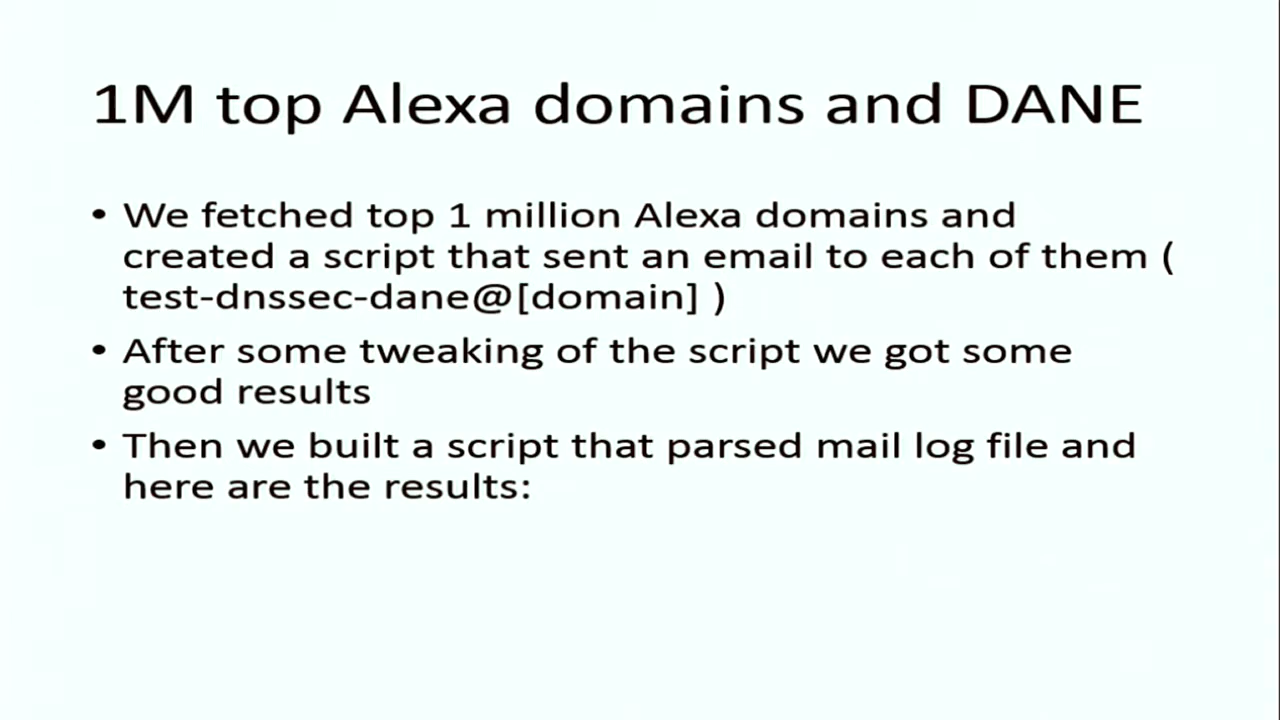 1M top Alexa domains and DANE
• We fetched top 1 million Alexa domains and
created a script that sent an email to each of them (
test-dnssec-dane@[domain] )
• After some tweaking of the script we got some
good results
• Then we built a script that parsed mail log file and
here are the results: